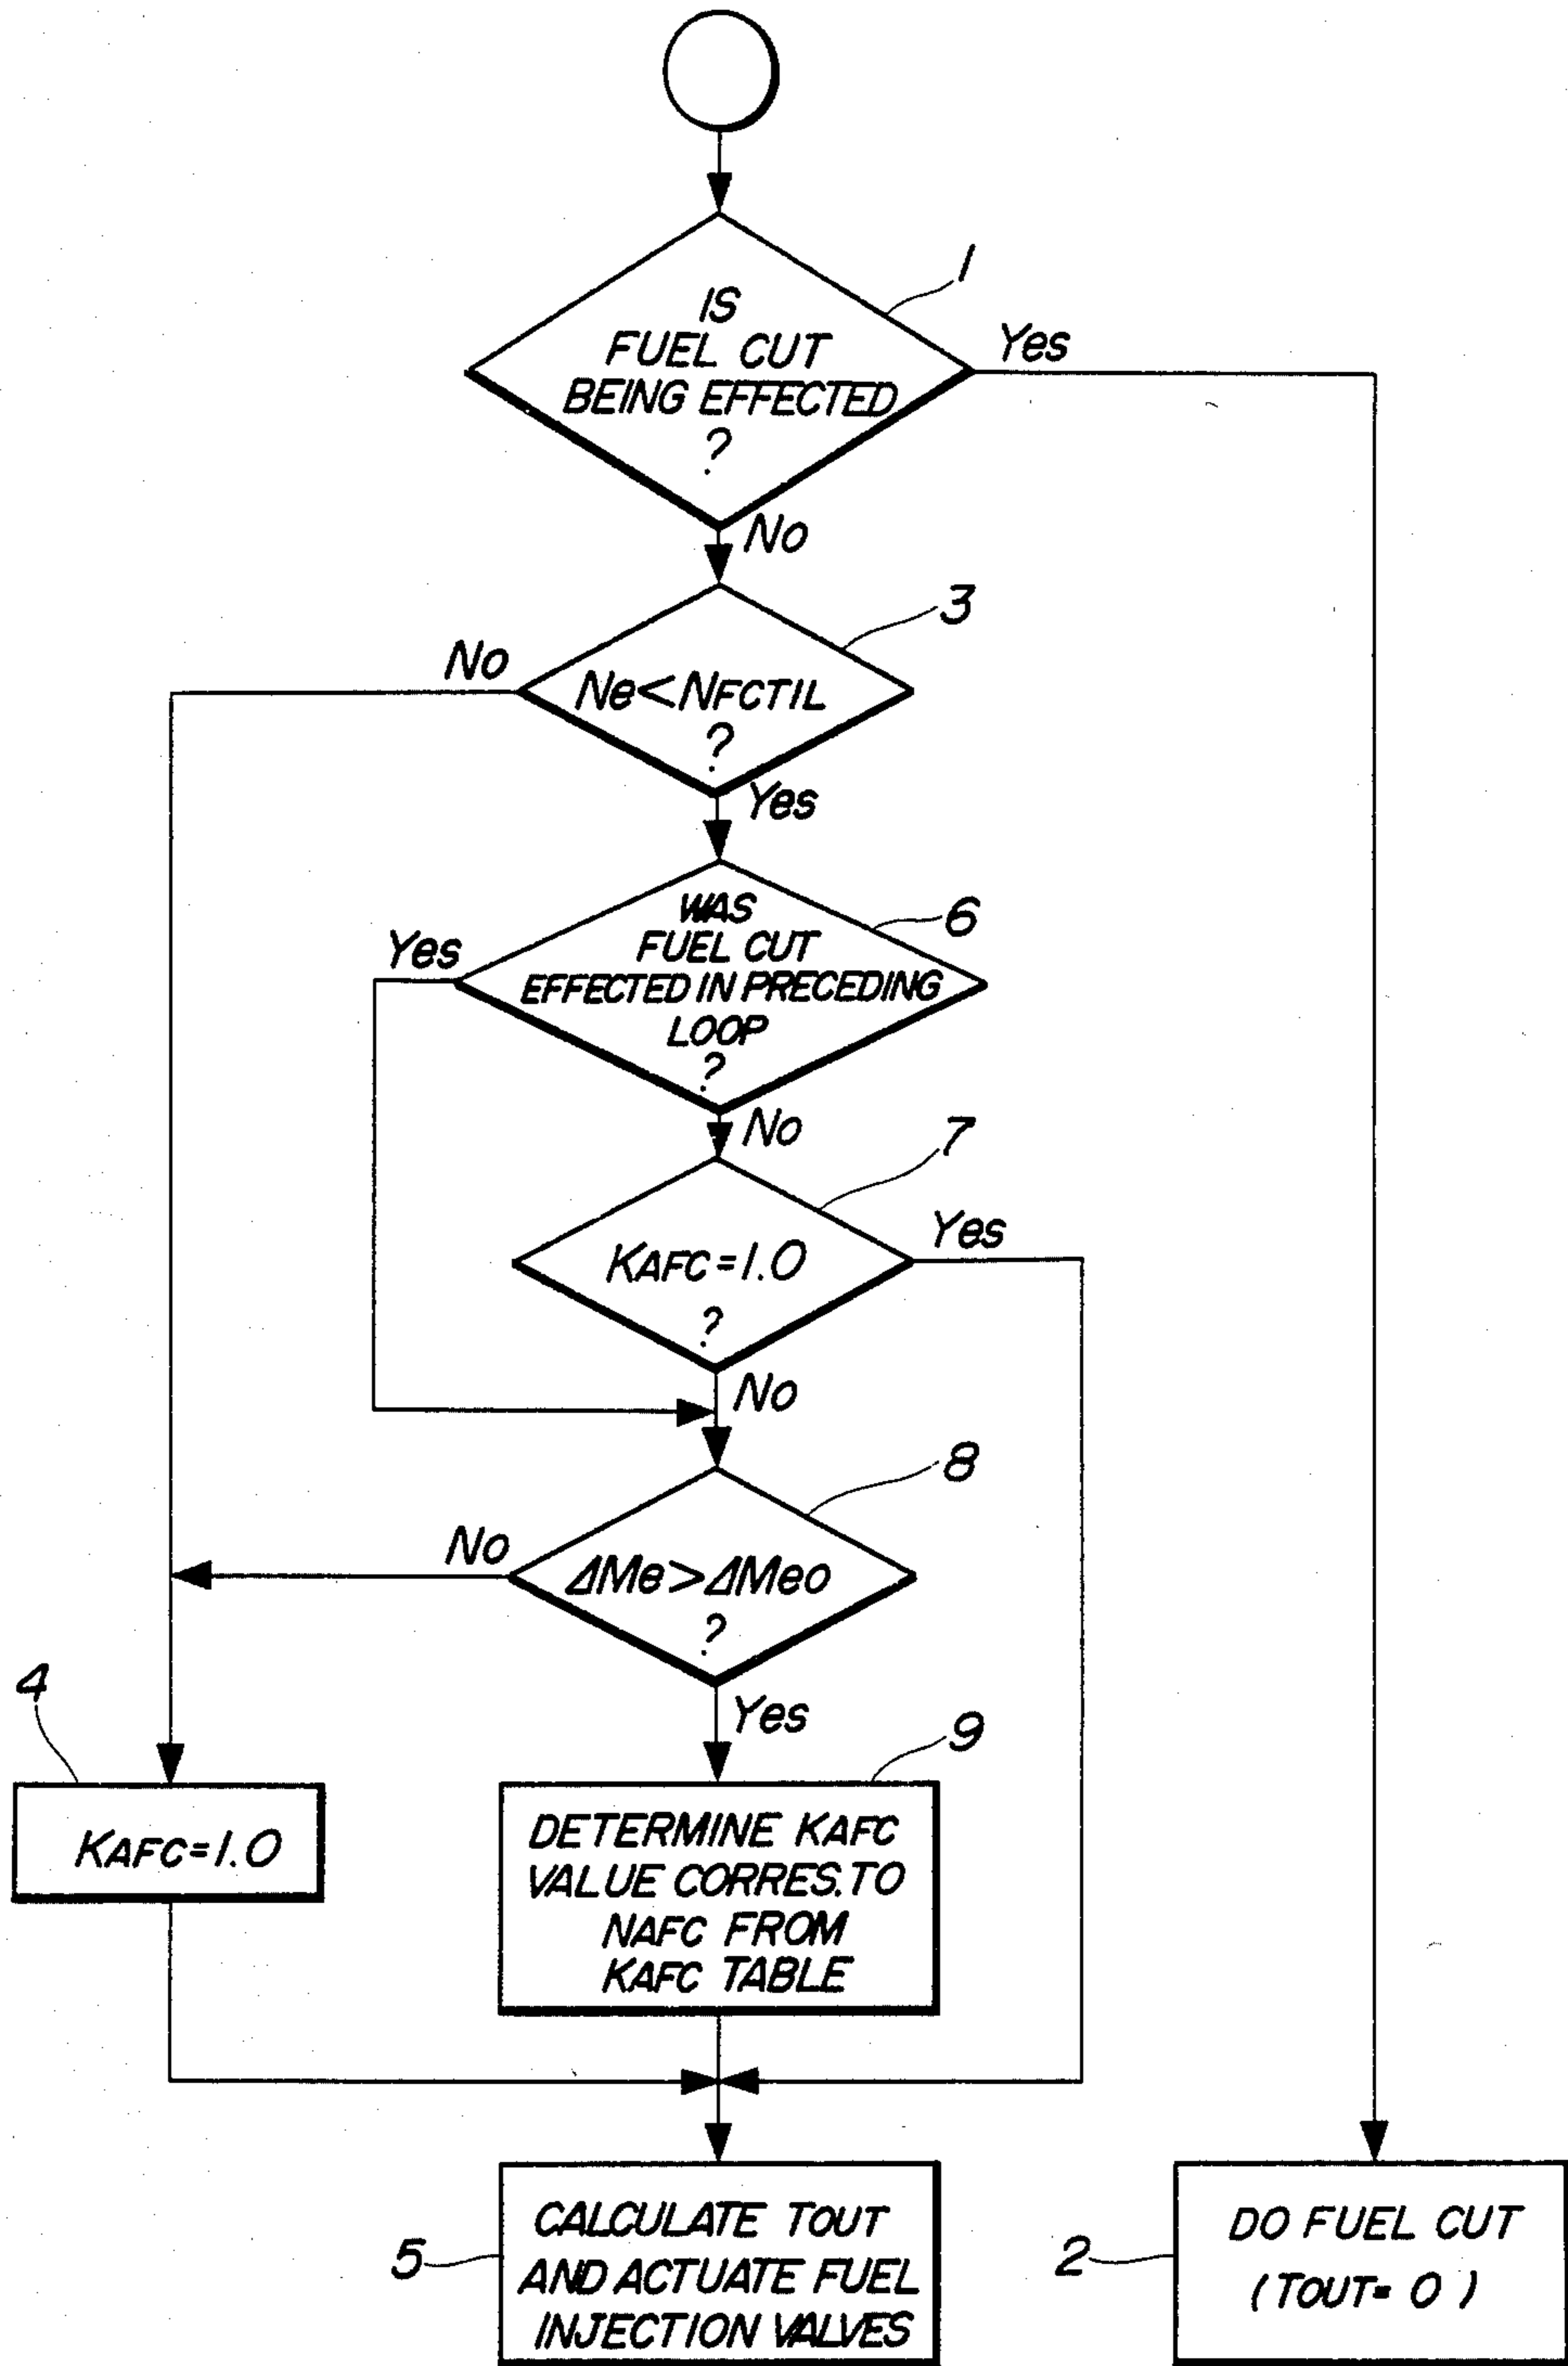 1
IS
FUEL CUT
BEING EFFECTED
?
Yes
No
3
No
Ne<NFCTIL
?
Yes
6
WAS
FUEL CUT
EFFECTED IN PRECEDING
LOOP
?
Yes
No
7
KAFC=1.0
?
Yes
No
8
No
ΔMe>ΔMeo
?
Yes
4
KAFC=1.0
9
DETERMINE KAFC
VALUE CORRES. TO
NAFC FROM
KAFC TABLE
5
CALCULATE TOUT
AND ACTUATE FUEL
INJECTION VALVES
2
DO FUEL CUT
(TOUT= 0)